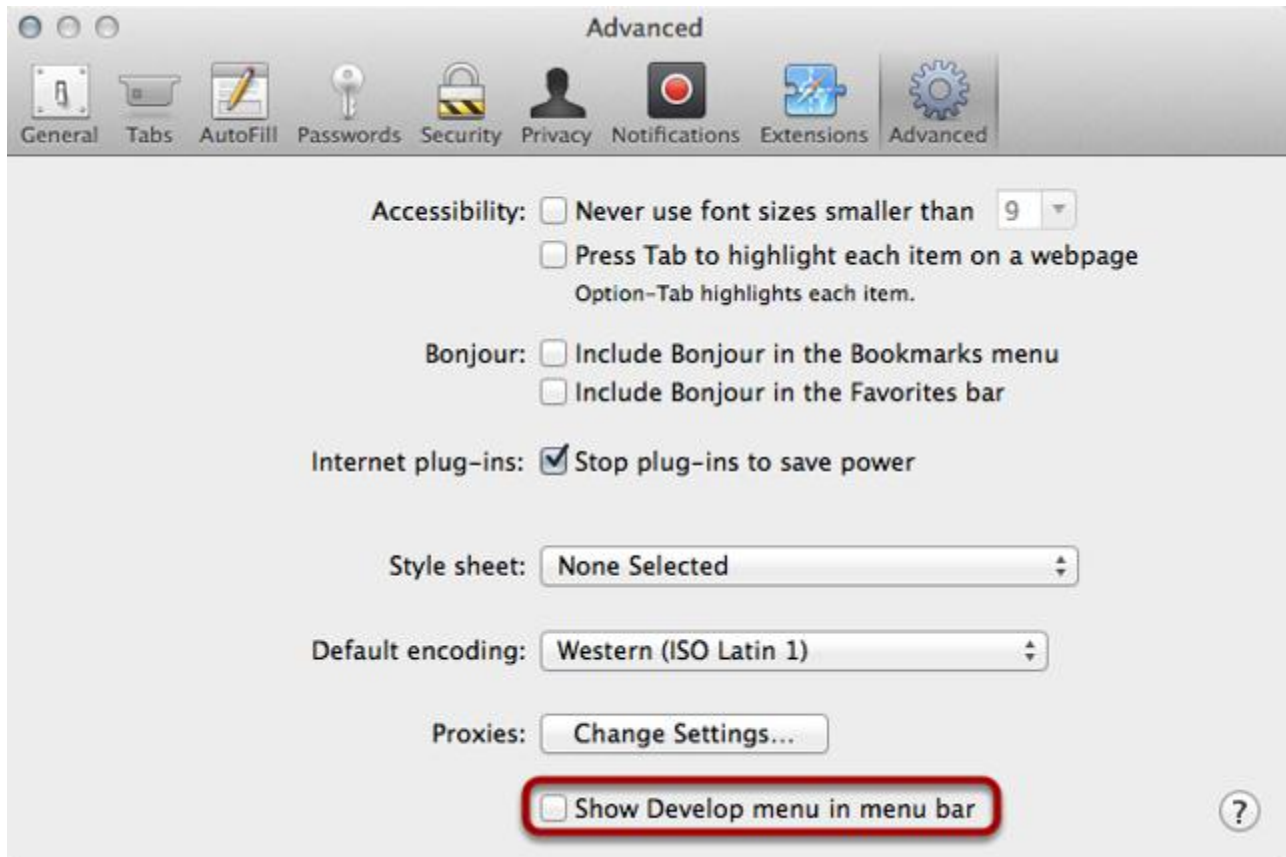 Advanced
General Tabs AutoFill Passwords Security Privacy Notifications Extensions Advanced
Accessibility: Never use font sizes smaller than 9
Press Tab to highlight each item on a webpage
Option-Tab highlights each item.
Bonjour: Include Bonjour in the Bookmarks menu
Include Bonjour in the Favorites bar
Internet plug-ins: Stop plug-ins to save power
Style sheet: None Selected
Default encoding: Western (ISO Latin 1)
Proxies: Change Settings...
Show Develop menu in menu bar ?